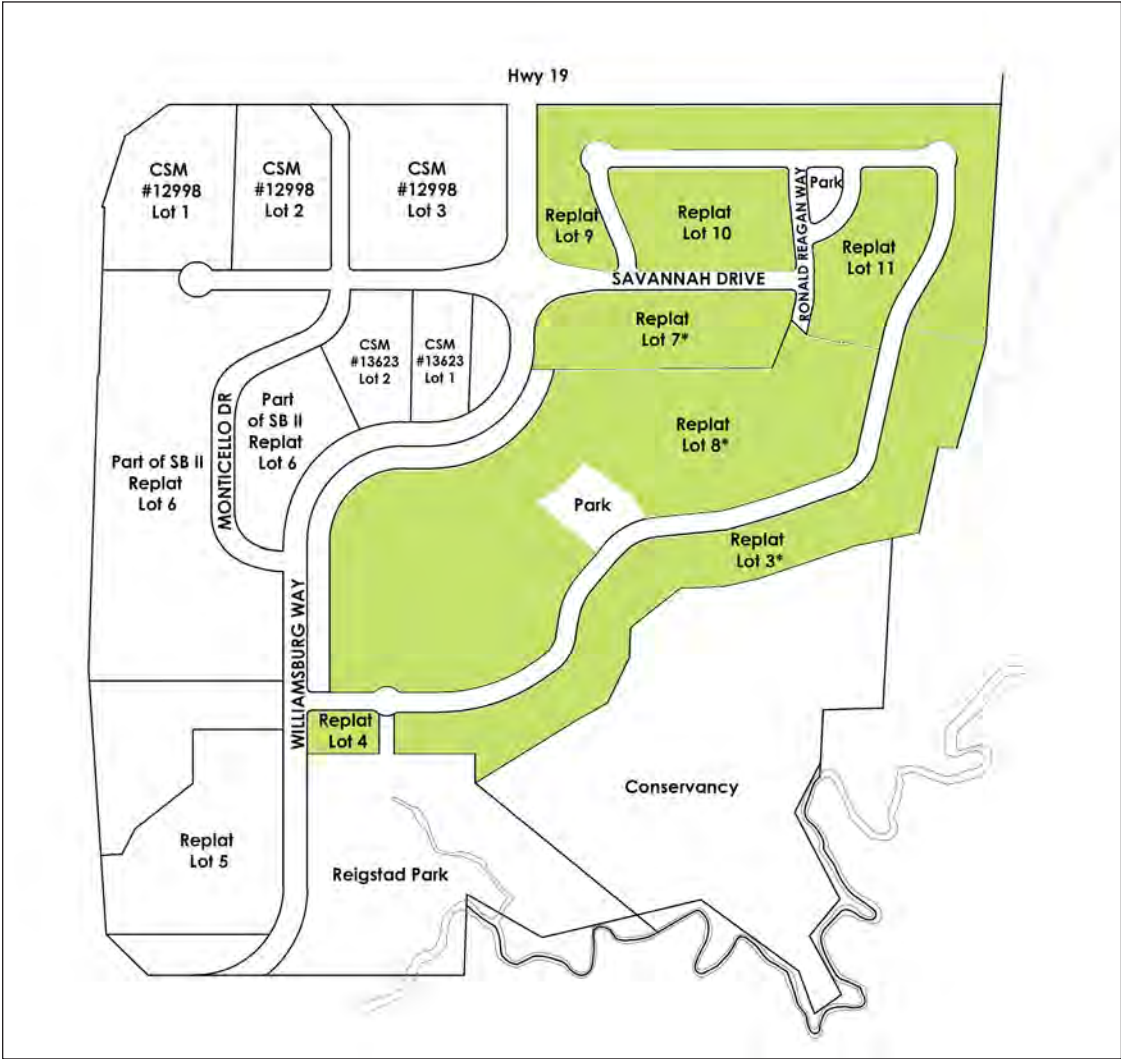 Hwy 19
CSM
#12998
Lot 1
CSM
#12998
Lot 2
CSM
#12998
Lot 3
Park
Replat
Lot 9
Replat
Lot 10
RONALD REAGAN WAY
Replat
Lot 11
SAVANNAH DRIVE
Replat
Lot 7*
CSM
#13623
Lot 2
CSM
#13623
Lot 1
MONTICELLO DR
Part
of SB II
Replat
Lot 6
Part of SB II
Replat
Lot 6
Replat
Lot 8*
Park
Replat
Lot 3*
WILLIAMSBURG WAY
Replat
Lot 4
Conservancy
Replat
Lot 5
Reigstad Park